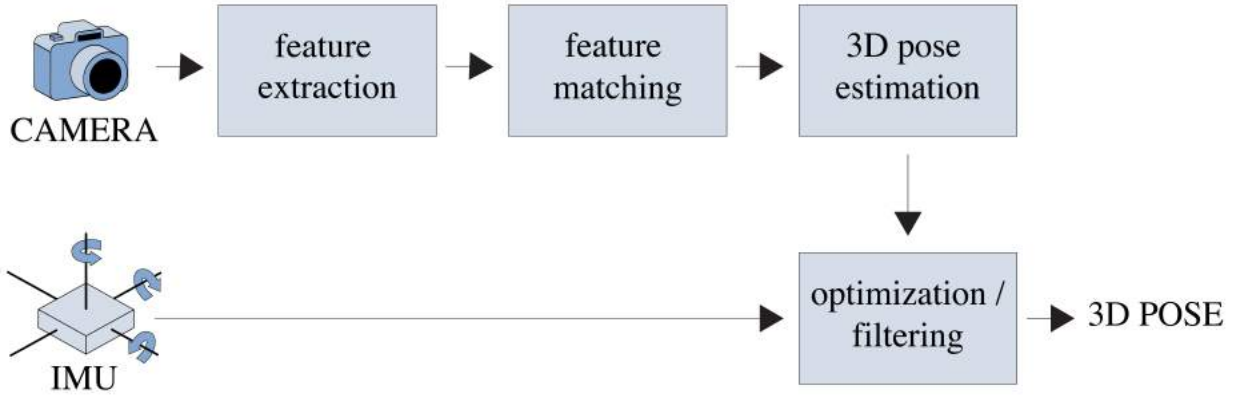 feature
extraction
feature
matching
3D pose
estimation
CAMERA
optimization /
filtering
3D POSE
IMU